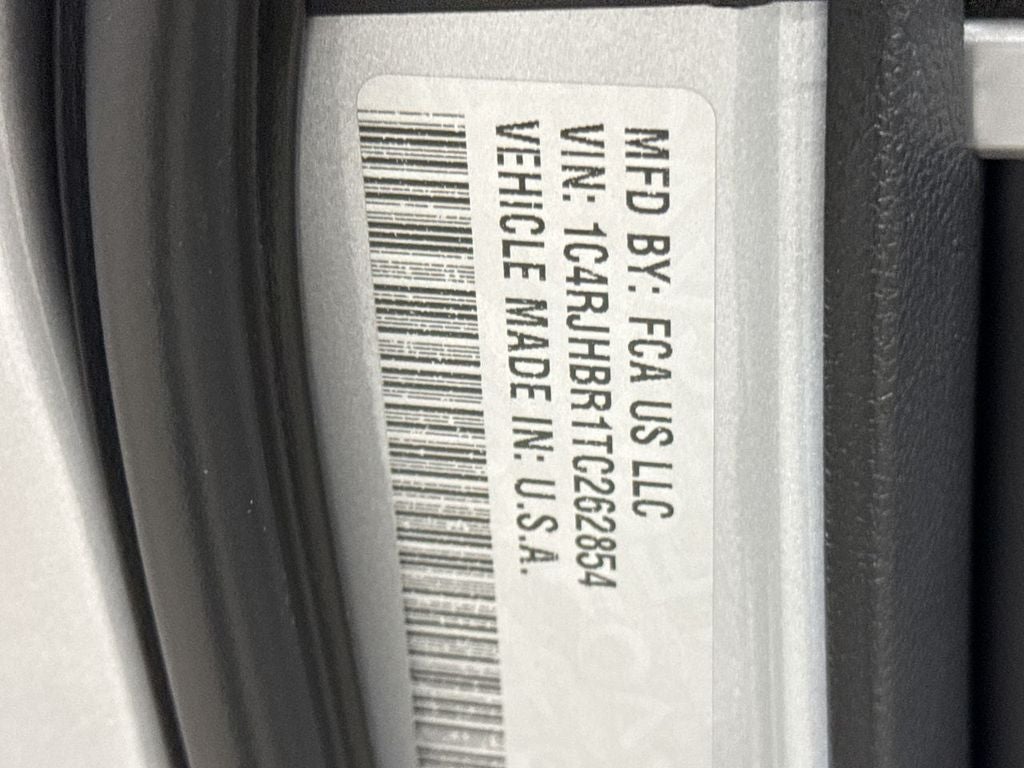 MFD BY: FCA US LLC
VIN: 1C4RJHBR1TC262854
VEHICLE MADE IN: U.S.A.